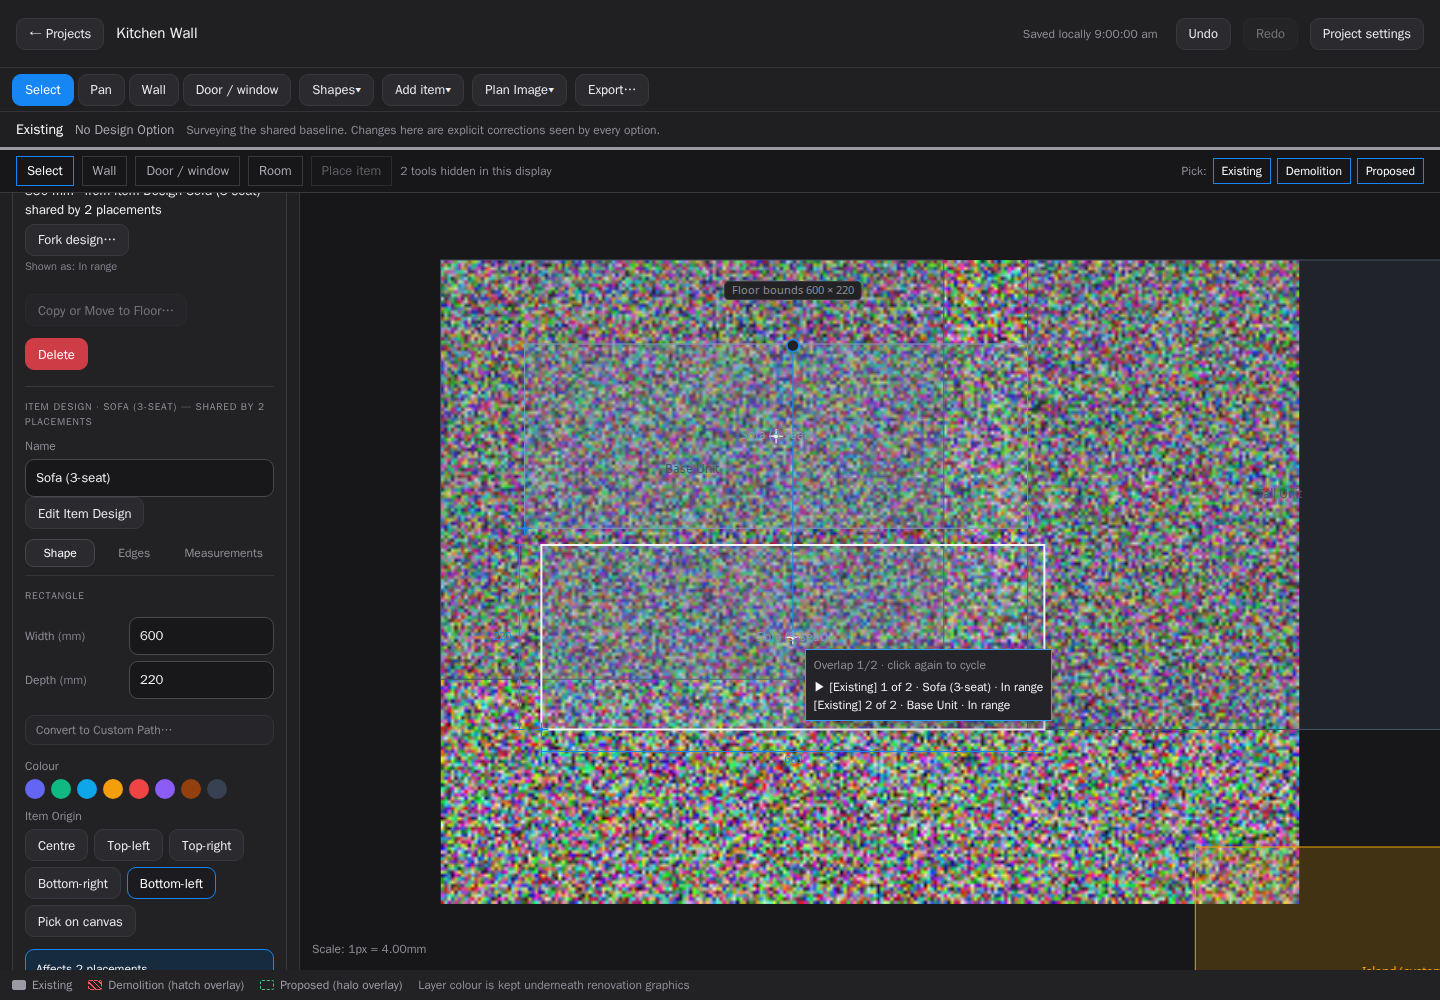 ← Projects
Kitchen Wall
Saved locally 9:00:00 am
Undo
Redo
Project settings
Select
Pan
Wall
Door / window
Shapes▾
Add item▾
Plan Image▾
Export⋯
Existing
No Design Option
Surveying the shared baseline. Changes here are explicit corrections seen by every option.
Select
Wall
Door / window
Room
Place item
2 tools hidden in this display
Pick:
Existing
Demolition
Proposed
shared by 2 placements
Fork design⋯
Shown as: In range
Copy or Move to Floor⋯
Delete
ITEM DESIGN · SOFA (3-SEAT) — SHARED BY 2
PLACEMENTS
Name
Sofa (3-seat)
Edit Item Design
Shape
Edges
Measurements
RECTANGLE
Width (mm)
600
Depth (mm)
220
Convert to Custom Path⋯
Colour
Item Origin
Centre
Top-left
Top-right
Bottom-right
Bottom-left
Pick on canvas
Affects 2 placements
Floor bounds 600 × 220
Base Unit
Overlap 1/2 · click again to cycle
▶ [Existing] 1 of 2 · Sofa (3-seat) · In range
[Existing] 2 of 2 · Base Unit · In range
Scale: 1px = 4.00mm
Existing
Demolition (hatch overlay)
Proposed (halo overlay)
Layer colour is kept underneath renovation graphics